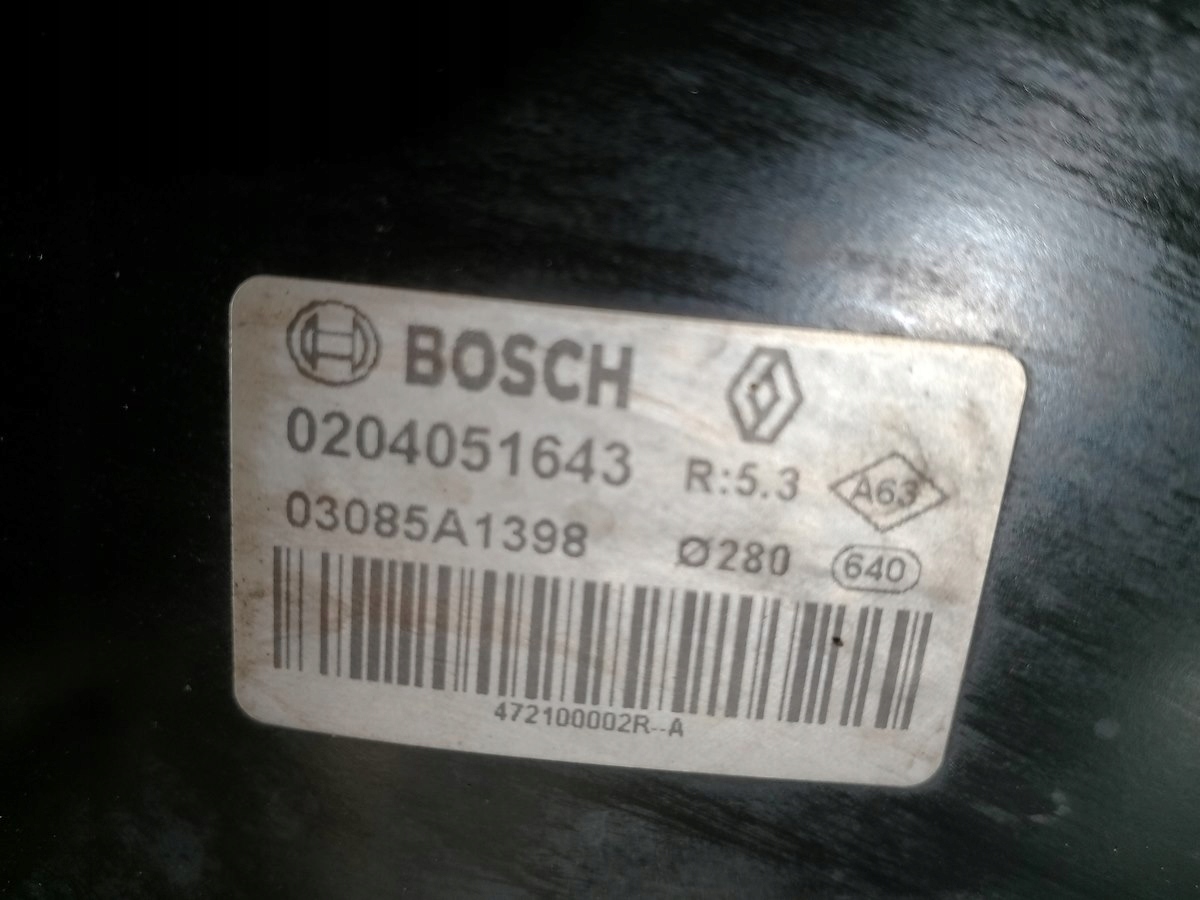 BOSCH
0204051643 R:5.3 A63
03085A1398 Ø280 640
472100002R--A